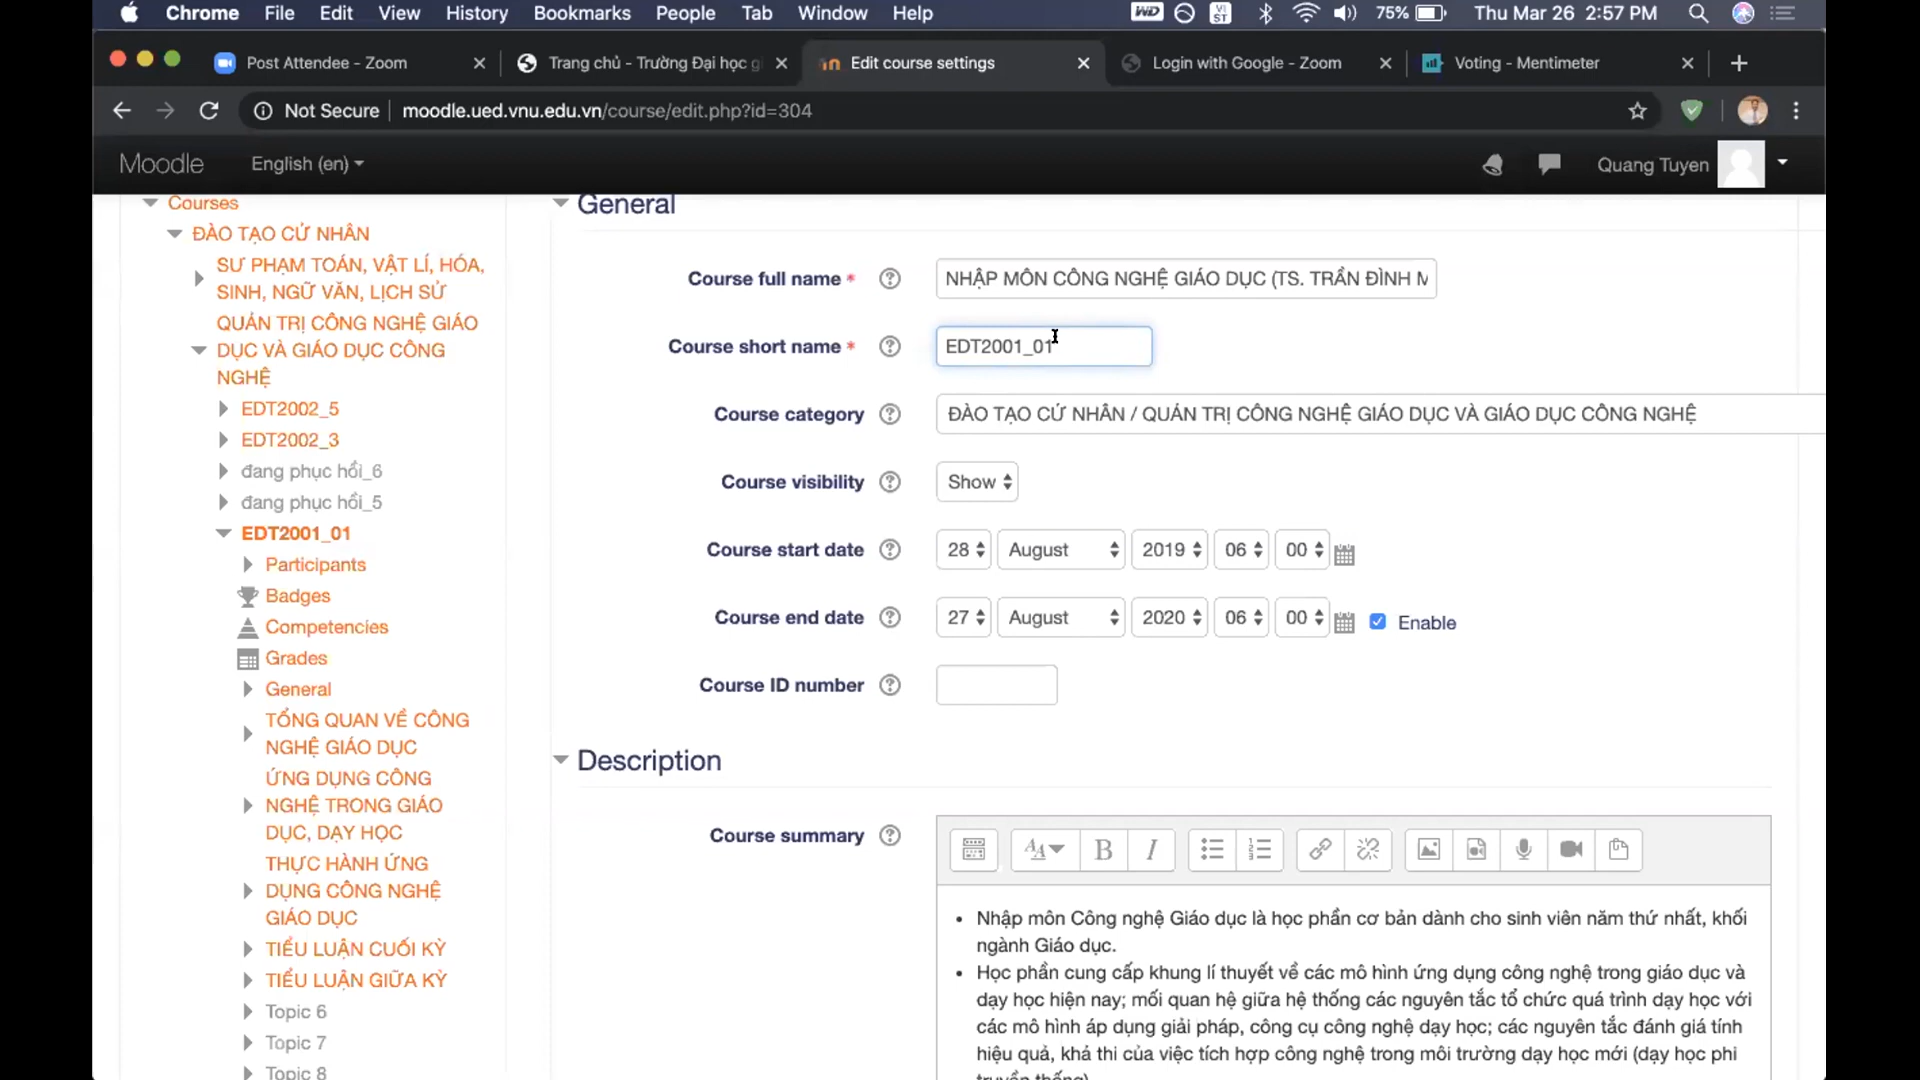 Chrome File Edit View History Bookmarks People Tab Window Help WD VI ST 75% Thu Mar 26 2:57 PM
Post Attendee - Zoom
Trang chủ - Trường Đại học g
Edit course settings
Login with Google - Zoom
Voting - Mentimeter
Not Secure moodle.ued.vnu.edu.vn/course/edit.php?id=304
Moodle English (en) Quang Tuyen
Courses
ĐÀO TẠO CỬ NHÂN
SƯ PHẠM TOÁN, VẬT LÍ, HÓA,
SINH, NGỮ VĂN, LỊCH SỬ
QUẢN TRỊ CÔNG NGHỆ GIÁO
DỤC VÀ GIÁO DỤC CÔNG
NGHỆ
EDT2002_5
EDT2002_3
đang phục hồi_6
đang phục hồi_5
EDT2001_01
Participants
Badges
Competencies
Grades
General
TỔNG QUAN VỀ CÔNG
NGHỆ GIÁO DỤC
ỨNG DỤNG CÔNG
NGHỆ TRONG GIÁO
DỤC, DẠY HỌC
THỰC HÀNH ỨNG
DỤNG CÔNG NGHỆ
GIÁO DỤC
TIỂU LUẬN CUỐI KỲ
TIỂU LUẬN GIỮA KỲ
Topic 6
Topic 7
Topic 8
General
Course full name * NHẬP MÔN CÔNG NGHỆ GIÁO DỤC (TS. TRẦN ĐÌNH M
Course short name * EDT2001_01
Course category ĐÀO TẠO CỬ NHÂN / QUẢN TRỊ CÔNG NGHỆ GIÁO DỤC VÀ GIÁO DỤC CÔNG NGHỆ
Course visibility Show
Course start date 28 August 2019 06 00
Course end date 27 August 2020 06 00 Enable
Course ID number
Description
Course summary
Nhập môn Công nghệ Giáo dục là học phần cơ bản dành cho sinh viên năm thứ nhất, khối
ngành Giáo dục.
Học phần cung cấp khung lí thuyết về các mô hình ứng dụng công nghệ trong giáo dục và
dạy học hiện nay; mối quan hệ giữa hệ thống các nguyên tắc tổ chức quá trình dạy học với
các mô hình áp dụng giải pháp, công cụ công nghệ dạy học; các nguyên tắc đánh giá tính
hiệu quả, khả thi của việc tích hợp công nghệ trong môi trường dạy học mới (dạy học phi
truyền thống)